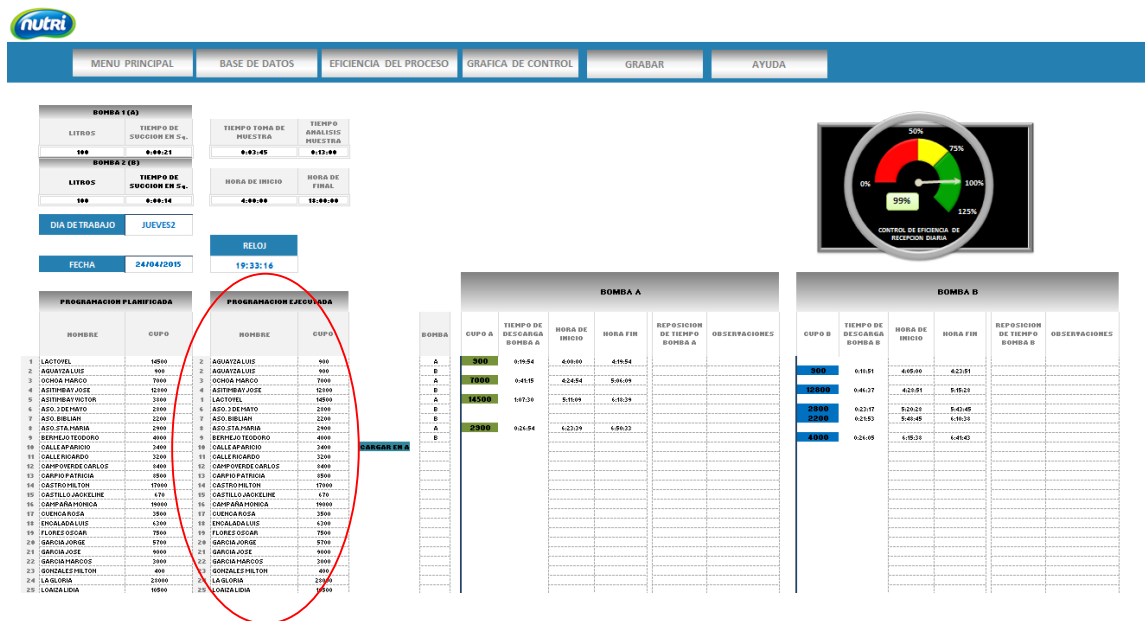 nutri
MENU PRINCIPAL BASE DE DATOS EFICIENCIA DEL PROCESO GRAFICA DE CONTROL GRABAR AYUDA
BOMBA 1 (A)
LITROS TIEMPO DE SUCCION EN Sg. TIEMPO TOMA DE MUESTRA TIEMPO ANALISIS MUESTRA
100 0:00:21 0:03:45 0:13:00
BOMBA 2 (B)
LITROS TIEMPO DE SUCCION EN Sg. HORA DE INICIO HORA DE FINAL
100 0:00:14 4:00:00 18:00:00
DIA DE TRABAJO JUEVES2
RELOJ
FECHA 24/04/2015 19:33:16
0% 50% 75% 100% 125%
99%
CONTROL DE EFICIENCIA DE
RECEPCION DIARIA
PROGRAMACION PLANIFICADA PROGRAMACION EJECUTADA BOMBA A BOMBA B
NOMBRE CUPO NOMBRE CUPO BOMBA CUPO A TIEMPO DE DESCARGA BOMBA A HORA DE INICIO HORA FIN REPOSICION DE TIEMPO BOMBA A OBSERVACIONES CUPO B TIEMPO DE DESCARGA BOMBA B HORA DE INICIO HORA FIN REPOSICION DE TIEMPO BOMBA B OBSERVACIONES
1 LACTOVEL 14500 2 AGUAYZA LUIS 900 A 900 0:19:54 4:00:00 4:19:54
2 AGUAYZA LUIS 900 2 AGUAYZA LUIS 900 B 900 0:18:51 4:05:00 4:23:51
3 OCHOA MARCO 7000 3 OCHOA MARCO 7000 A 7000 0:41:15 4:24:54 5:06:09
4 ASITIMBAY JOSE 12800 4 ASITIMBAY JOSE 12800 B 12800 0:46:37 4:28:51 5:15:28
5 ASITIMBAY VICTOR 3800 1 LACTOVEL 14500 A 14500 1:07:30 5:11:09 6:18:39
6 ASO. 3 DE MAYO 2800 6 ASO. 3 DE MAYO 2800 B 2800 0:23:17 5:20:28 5:43:45
7 ASO. BIBLIAN 2200 7 ASO. BIBLIAN 2200 B 2200 0:21:53 5:48:45 6:10:38
8 ASO. STA. MARIA 2900 8 ASO. STA. MARIA 2900 A 2900 0:26:54 6:23:39 6:50:33
9 BERMEJO TEODORO 4000 9 BERMEJO TEODORO 4000 B 4000 0:26:05 6:15:38 6:41:43
10 CALLE APARICIO 3400 10 CALLE APARICIO 3400 CARGAR EN A
11 CALLE RICARDO 3200 11 CALLE RICARDO 3200
12 CAMPOVERDE CARLOS 8400 12 CAMPOVERDE CARLOS 8400
13 CARPIO PATRICIA 8500 13 CARPIO PATRICIA 8500
14 CASTRO MILTON 17000 14 CASTRO MILTON 17000
15 CASTILLO JACKELINE 670 15 CASTILLO JACKELINE 670
16 CAMPAÑA MONICA 19000 16 CAMPAÑA MONICA 19000
17 CUENCA ROSA 3500 17 CUENCA ROSA 3500
18 ENCALADA LUIS 6300 18 ENCALADA LUIS 6300
19 FLORES OSCAR 7500 19 FLORES OSCAR 7500
20 GARCIA JORGE 5700 20 GARCIA JORGE 5700
21 GARCIA JOSE 9000 21 GARCIA JOSE 9000
22 GARCIA MARCOS 3000 22 GARCIA MARCOS 3000
23 GONZALES MILTON 400 23 GONZALES MILTON 400
24 LA GLORIA 28000 24 LA GLORIA 28000
25 LOAIZA LIDIA 10500 25 LOAIZA LIDIA 10500